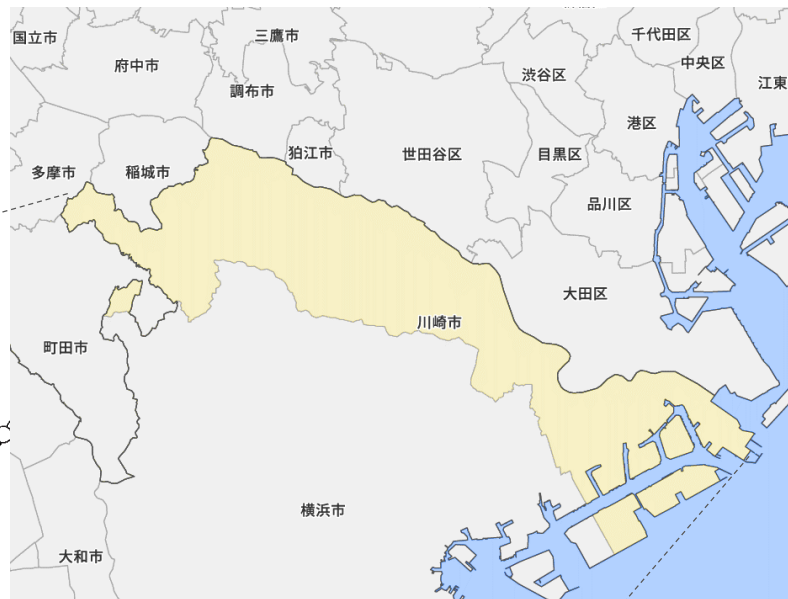 国立市
三鷹市
千代田区
府中市
渋谷区
中央区
調布市
江東
港区
狛江市
世田谷区
目黒区
多摩市
稲城市
品川区
大田区
川崎市
町田市
横浜市
大和市